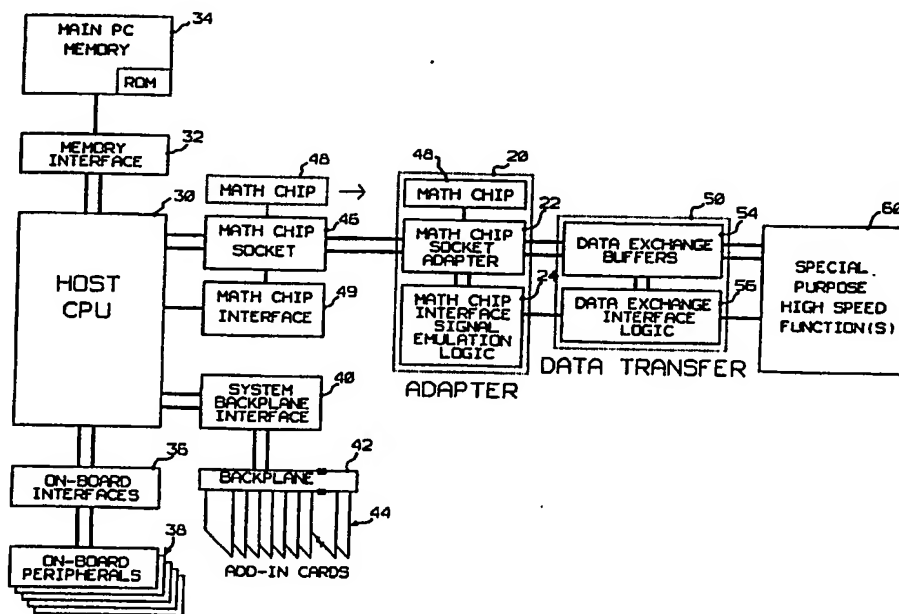 34
MAIN PC
MEMORY
ROM
32
MEMORY
INTERFACE
30
HOST
CPU
48
MATH CHIP
46
MATH CHIP
SOCKET
MATH CHIP
INTERFACE
49
48
20
MATH CHIP
22
MATH CHIP
SOCKET
ADAPTER
24
MATH CHIP
INTERFACE
SIGNAL
EMULATION
LOGIC
ADAPTER
50
54
DATA EXCHANGE
BUFFERS
56
DATA EXCHANGE
INTERFACE
LOGIC
DATA TRANSFER
60
SPECIAL
PURPOSE
HIGH SPEED
FUNCTION(S)
SYSTEM
BACKPLANE
INTERFACE
40
42
BACKPLANE
44
ADD-IN CARDS
36
ON-BOARD
INTERFACES
38
ON-BOARD
PERIPHERALS